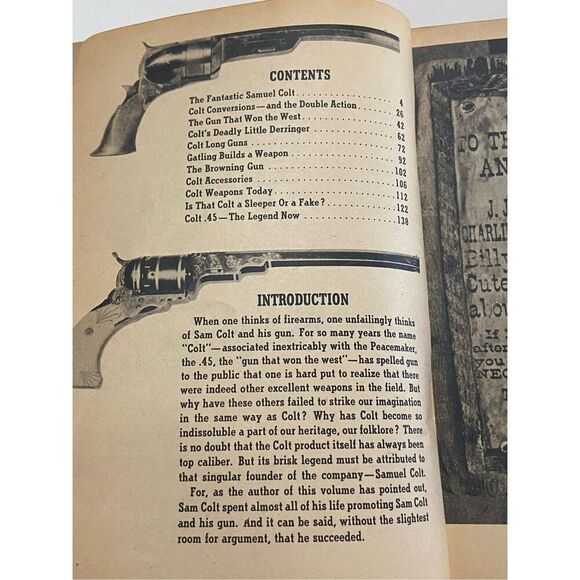 CONTENTS
The Fantastic Samuel Colt . . . . . . . . . . . . . . . . . . . . 4
Colt Conversions—and the Double Action . . . . . . . . 26
The Gun That Won the West . . . . . . . . . . . . . . . . . . 42
Colt's Deadly Little Derringer . . . . . . . . . . . . . . . . 62
Colt Long Guns . . . . . . . . . . . . . . . . . . . . . . . . . 72
Gatling Builds a Weapon . . . . . . . . . . . . . . . . . . . 92
The Browning Gun . . . . . . . . . . . . . . . . . . . . . . . 102
Colt Accessories . . . . . . . . . . . . . . . . . . . . . . . . 106
Colt Weapons Today . . . . . . . . . . . . . . . . . . . . . . 112
Is That Colt a Sleeper Or a Fake? . . . . . . . . . . . . . 122
Colt .45—The Legend Now . . . . . . . . . . . . . . . . . . 138
INTRODUCTION
When one thinks of firearms, one unfailingly thinks
of Sam Colt and his gun. For so many years the name
"Colt"—associated inextricably with the Peacemaker,
the .45, the "gun that won the west"—has spelled gun
to the public that one is hard put to realize that there
were indeed other excellent weapons in the field. But
why have these others failed to strike our imagination
in the same way as Colt? Why has Colt become so
indissoluble a part of our heritage, our folklore? There
is no doubt that the Colt product itself has always been
top caliber. But its brisk legend must be attributed to
that singular founder of the company—Samuel Colt.
For, as the author of this volume has pointed out,
Sam Colt spent almost all of his life promoting Sam Colt
and his gun. And it can be said, without the slightest
room for argument, that he succeeded.
TO TH
AN
J. J
CHARLI
Billy
Cute
abou
If
after
you
NEC